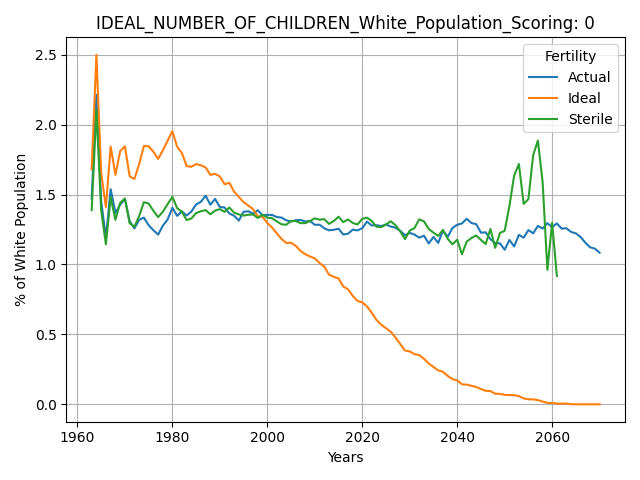 IDEAL_NUMBER_OF_CHILDREN_White_Population_Scoring: 0
Fertility
Actual
Ideal
Sterile
% of White Population
2.5
2.0
1.5
1.0
0.5
0.0
1960 1980 2000 2020 2040 2060
Years